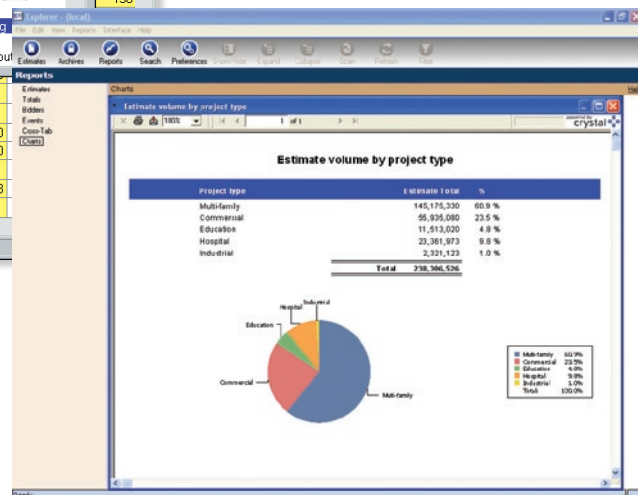 Explorer - (local)
File Edit View Reports Interface Help
Estimates Archives Reports Search Preferences Show/Hide Expand Collapse Scan Refresh Filter
Reports
Estimates
Totals
Bidders
Events
Cross-Tab
Charts
Charts
Estimate volume by project type
100% 1 of 1
powered by
crystal
Estimate volume by project type
Project type Estimate Total %
Multi-family 145,175,330 60.9 %
Commercial 55,935,080 23.5 %
Education 11,513,020 4.8 %
Hospital 23,361,973 9.8 %
Industrial 2,321,123 1.0 %
Total 238,306,526
Industrial
Hospital
Education
Commercial
Multi-family
Multi-family 60.9%
Commercial 23.5%
Education 4.8%
Hospital 9.8%
Industrial 1.0%
Total: 100.0%
Ready